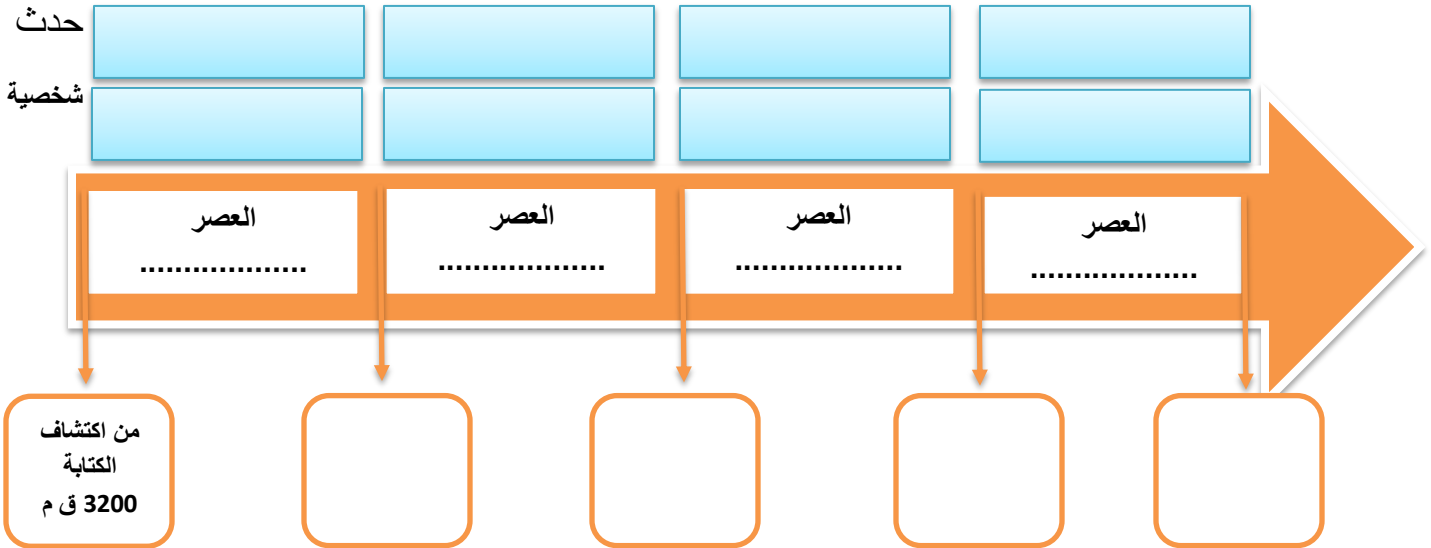 حدث
شخصية
العصر
...................
العصر
...................
العصر
...................
العصر
...................
من اكتشاف
الكتابة
3200 ق م